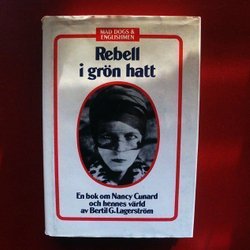 MAD DOGS &
ENGLISHMEN
Rebell
i grön hatt
En bok om Nancy Cunard
och hennes värld
av Bertil G. Lagerström